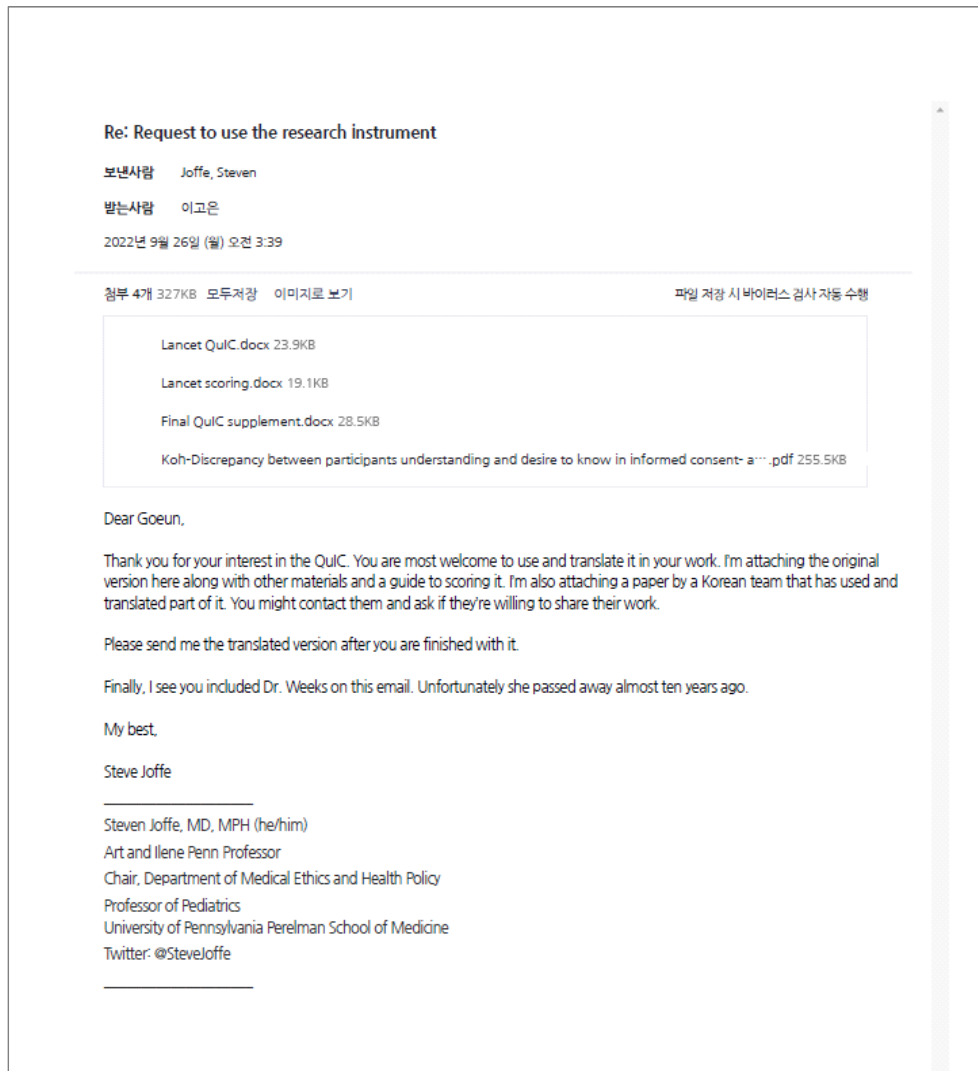 Re: Request to use the research instrument
보낸사람 Joffe, Steven
받는사람 이고은
2022년 9월 26일 (월) 오전 3:39
첨부 4개 327KB 모두저장 이미지로 보기 파일 저장 시 바이러스 검사 자동 수행
Lancet QuIC.docx 23.9KB
Lancet scoring.docx 19.1KB
Final QuIC supplement.docx 28.5KB
Koh-Discrepancy between participants understanding and desire to know in informed consent- a… .pdf 255.5KB
Dear Goeun,
Thank you for your interest in the QuIC. You are most welcome to use and translate it in your work. I'm attaching the original
version here along with other materials and a guide to scoring it. I'm also attaching a paper by a Korean team that has used and
translated part of it. You might contact them and ask if they're willing to share their work.
Please send me the translated version after you are finished with it.
Finally, I see you included Dr. Weeks on this email. Unfortunately she passed away almost ten years ago.
My best,
Steve Joffe
Steven Joffe, MD, MPH (he/him)
Art and Ilene Penn Professor
Chair, Department of Medical Ethics and Health Policy
Professor of Pediatrics
University of Pennsylvania Perelman School of Medicine
Twitter: @SteveJoffe